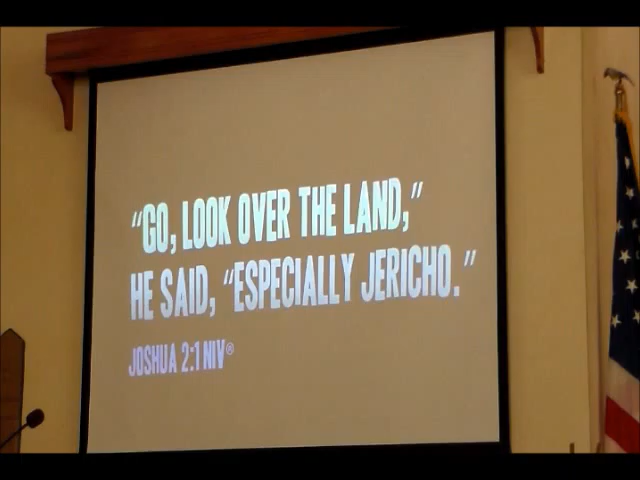 “GO, LOOK OVER THE LAND,”
HE SAID, “ESPECIALLY JERICHO.”
JOSHUA 2:1 NIV®